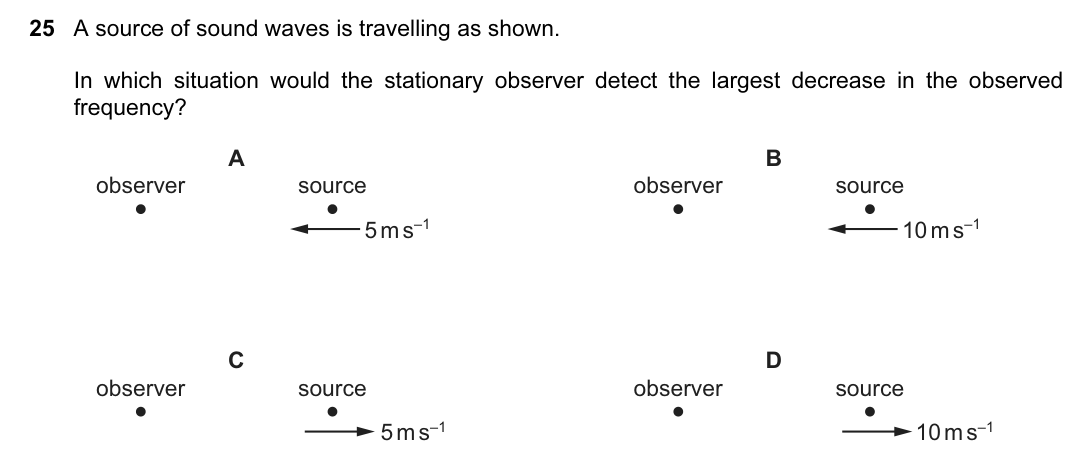 25 A source of sound waves is travelling as shown.
In which situation would the stationary observer detect the largest decrease in the observed
frequency?
A
observer source
5 m s⁻¹
B
observer source
10 m s⁻¹
C
observer source
5 m s⁻¹
D
observer source
10 m s⁻¹